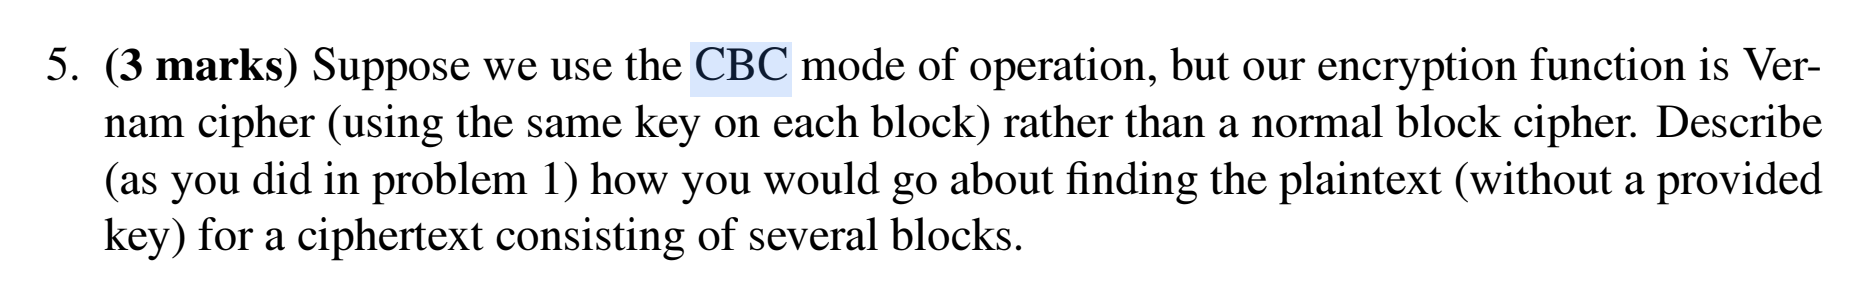 5. (3 marks) Suppose we use the CBC mode of operation, but our encryption function is Ver-
nam cipher (using the same key on each block) rather than a normal block cipher. Describe
(as you did in problem 1) how you would go about finding the plaintext (without a provided
key) for a ciphertext consisting of several blocks.